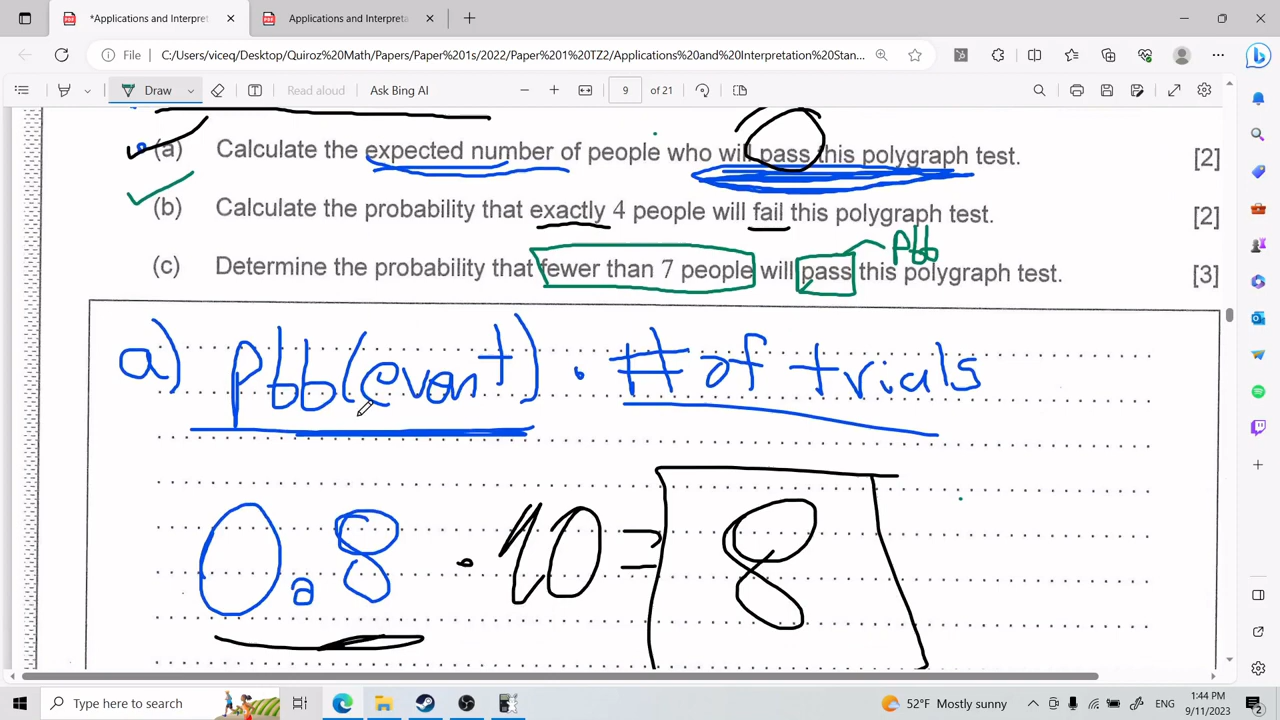 *Applications and Interpret
Applications and Interpreta
File
C:/Users/viceq/Desktop/Quiroz%20Math/Papers/Paper%201s/2022/Paper%201%20TZ2/Applications%20and%20Interpretation%20Stan...
Draw
Read aloud
Ask Bing AI
9 of 21
(a) Calculate the expected number of people who will pass this polygraph test. [2]
(b) Calculate the probability that exactly 4 people will fail this polygraph test. [2]
Pbb
(c) Determine the probability that fewer than 7 people will pass this polygraph test. [3]
a) Pbb(event) · # of trials
0.8 · 10 = 8
Type here to search
52°F Mostly sunny
ENG
1:44 PM
9/11/2023
2